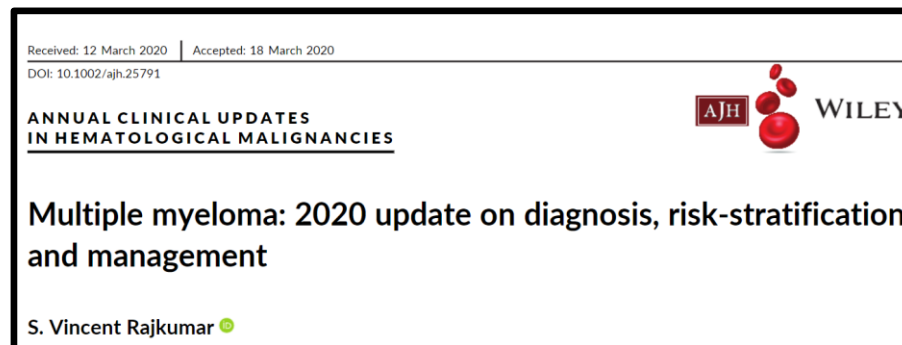 Received: 12 March 2020 | Accepted: 18 March 2020
DOI: 10.1002/ajh.25791
ANNUAL CLINICAL UPDATES
IN HEMATOLOGICAL MALIGNANCIES
AJH WILEY
Multiple myeloma: 2020 update on diagnosis, risk-stratification
and management
S. Vincent Rajkumar iD